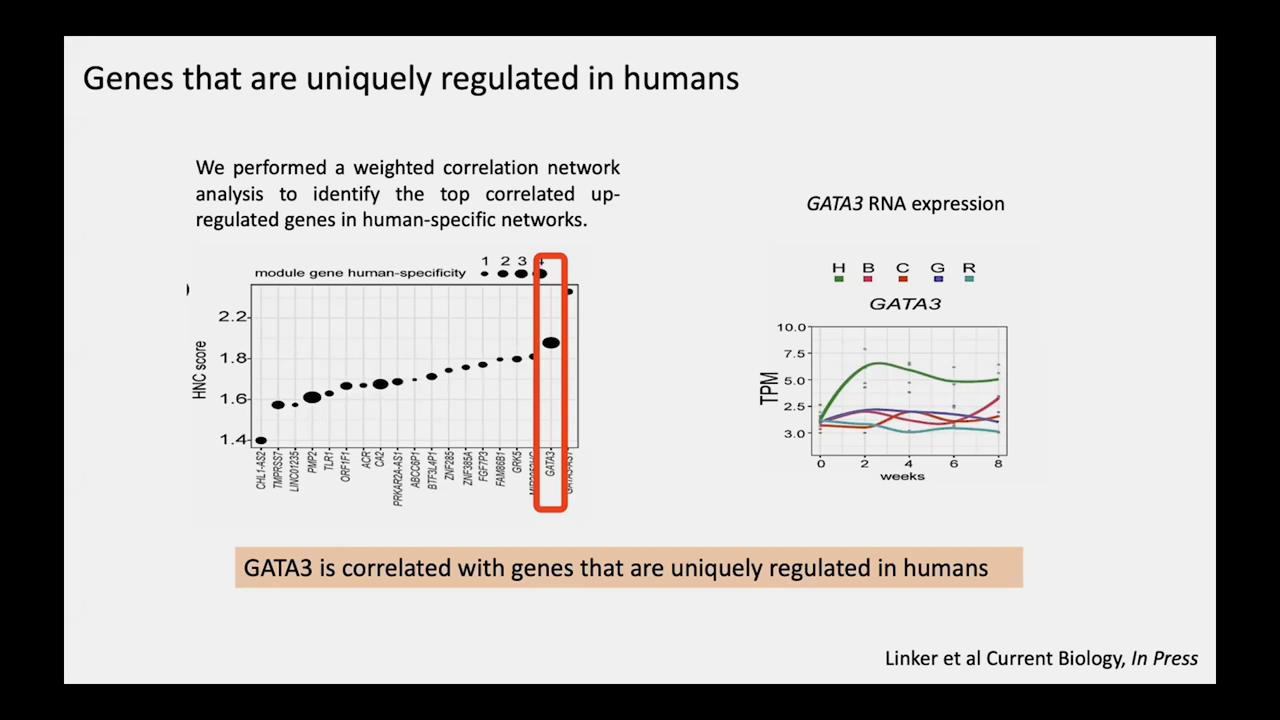 Genes that are uniquely regulated in humans
We performed a weighted correlation network
analysis to identify the top correlated up-
regulated genes in human-specific networks.
GATA3 RNA expression
module gene human-specificity 1 2 3 4
HNC score
2.2
1.8
1.6
1.4
CHL1-AS2
TMPRSS7
LINC01235
PMP2
TLR1
ORF1F1
ACR
CA2
PRKAR2A-AS1
ABCC6P1
BTF3L4P1
ZNF285
ZNF385A
FGF7P3
FAM86B1
GRK5
GATA3
H B C G R
GATA3
TPM
10.0
7.5
5.0
2.5
3.0
0 2 4 6 8
weeks
GATA3 is correlated with genes that are uniquely regulated in humans
Linker et al Current Biology, In Press